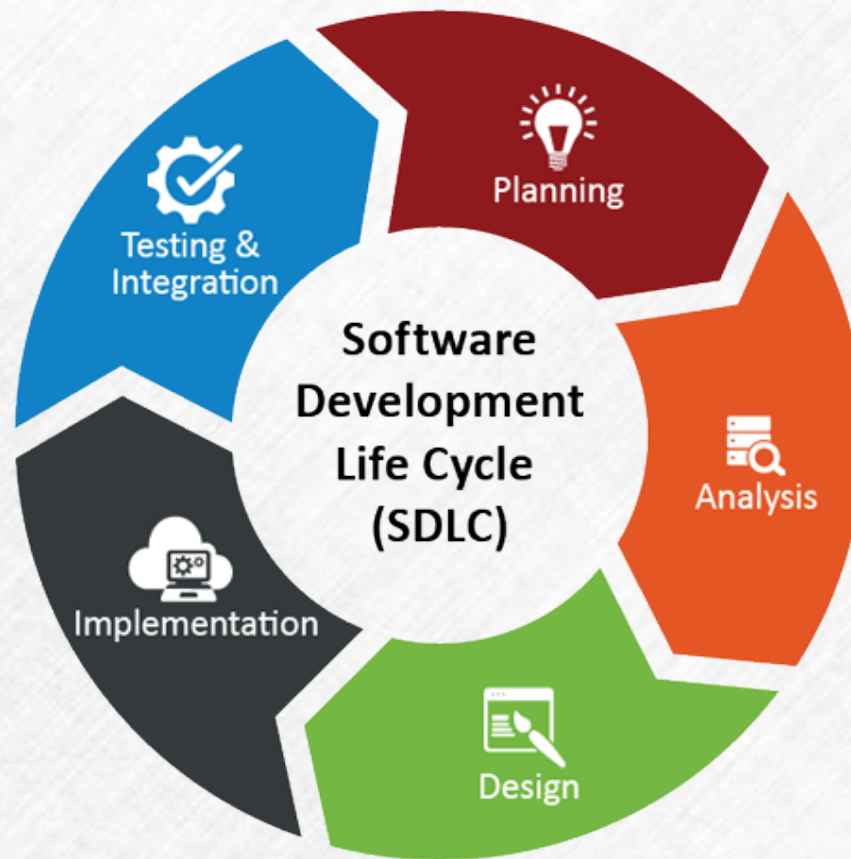 Software
Development
Life Cycle
(SDLC)
Planning
Analysis
Design
Implementation
Testing &
Integration